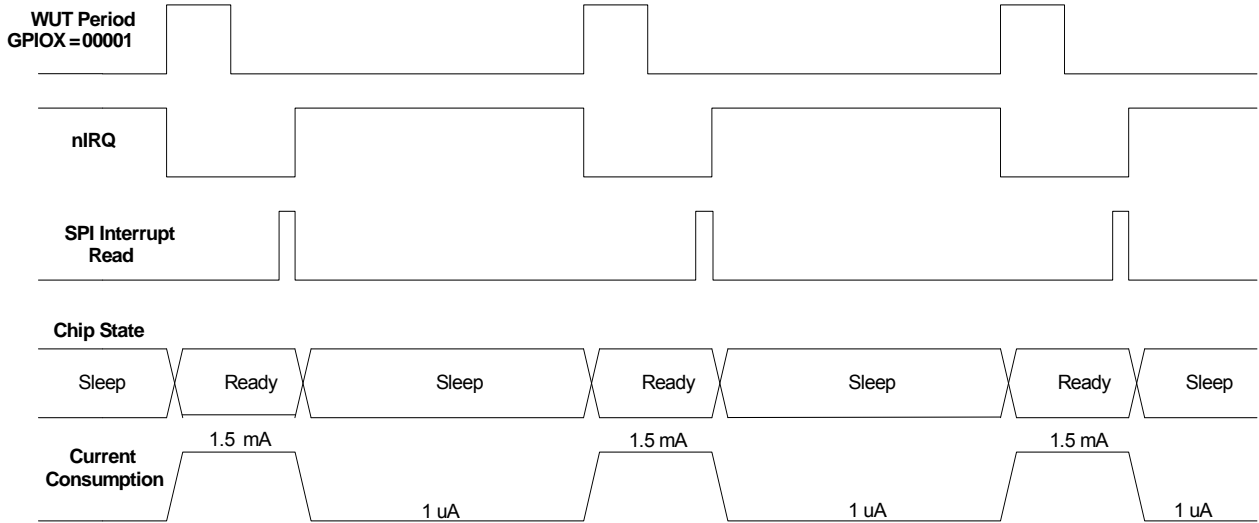 WUT Period
GPIOX = 00001
nIRQ
SPI Interrupt
Read
Chip State
Sleep Ready Sleep Ready Sleep Ready Sleep
1.5 mA 1.5 mA 1.5 mA
Current
Consumption
1 uA 1 uA 1 uA